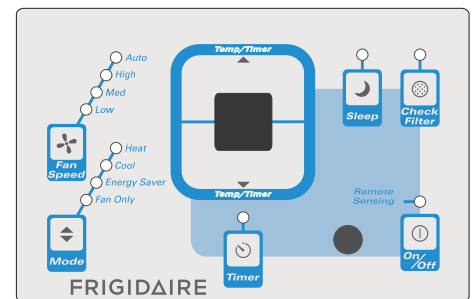 Temp/Timer
Auto
High
Med
Low
Fan
Speed
Sleep
Check
Filter
Heat
Cool
Energy Saver
Fan Only
Mode
Temp/Timer
Remote
Sensing
Timer
On/Off
FRIGIDAIRE